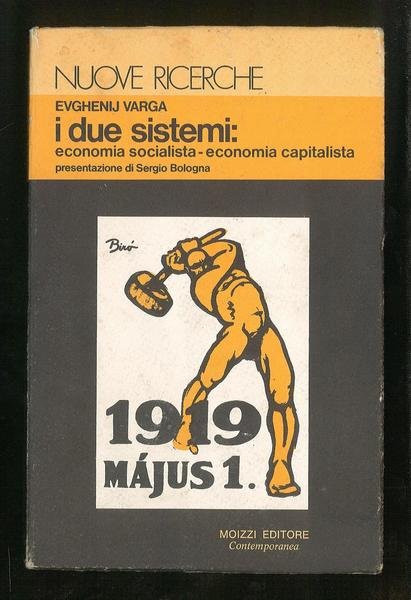 NUOVE RICERCHE
EVGHENIJ VARGA
i due sistemi:
economia socialista - economia capitalista
presentazione di Sergio Bologna
Biró
1919
MÁJUS 1.
MOIZZI EDITORE
Contemporanea